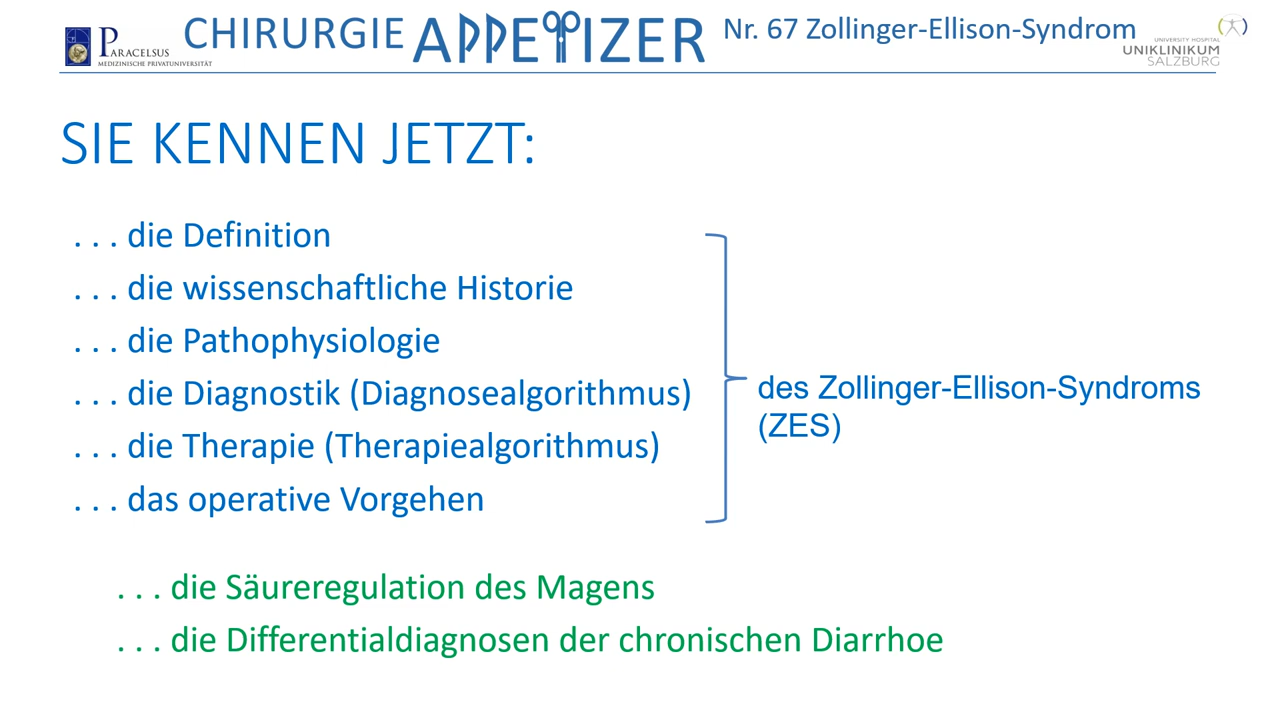 PARACELSUS
MEDIZINISCHE PRIVATUNIVERSITÄT
CHIRURGIE APPETIZER
Nr. 67 Zollinger-Ellison-Syndrom
UNIVERSITY HOSPITAL
UNIKLINIKUM
SALZBURG
SIE KENNEN JETZT:
. . . die Definition
. . . die wissenschaftliche Historie
. . . die Pathophysiologie
. . . die Diagnostik (Diagnosealgorithmus)
. . . die Therapie (Therapiealgorithmus)
. . . das operative Vorgehen
des Zollinger-Ellison-Syndroms
(ZES)
. . . die Säureregulation des Magens
. . . die Differentialdiagnosen der chronischen Diarrhoe